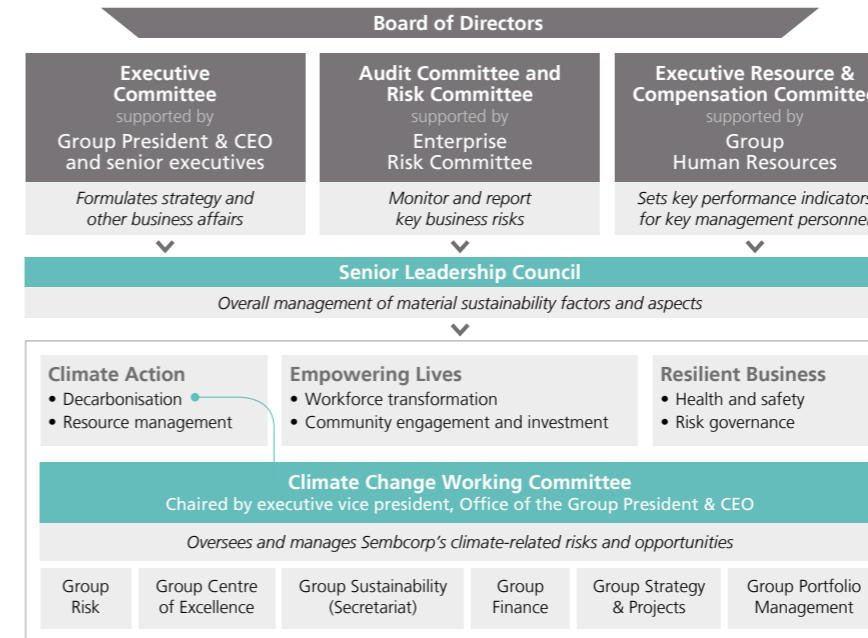 Board of Directors
Executive
Committee
supported by
Group President & CEO
and senior executives
Formulates strategy and
other business affairs
Audit Committee and
Risk Committee
supported by
Enterprise
Risk Committee
Monitor and report
key business risks
Executive Resource &
Compensation Committee
supported by
Group
Human Resources
Sets key performance indicators
for key management personnel
Senior Leadership Council
Overall management of material sustainability factors and aspects
Climate Action
• Decarbonisation
• Resource management
Empowering Lives
• Workforce transformation
• Community engagement and investment
Resilient Business
• Health and safety
• Risk governance
Climate Change Working Committee
Chaired by executive vice president, Office of the Group President & CEO
Oversees and manages Sembcorp's climate-related risks and opportunities
Group
Risk
Group Centre
of Excellence
Group Sustainability
(Secretariat)
Group
Finance
Group Strategy
& Projects
Group Portfolio
Management